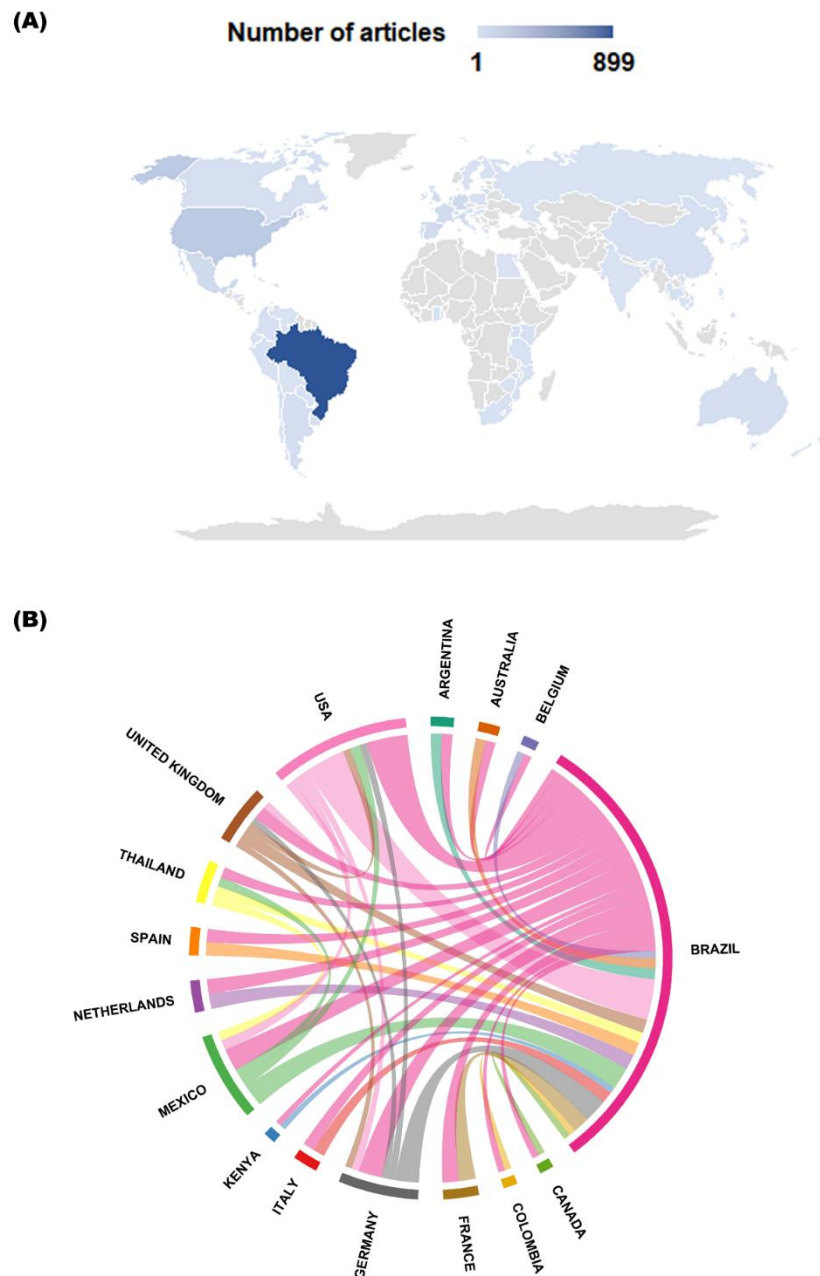 (A)
Number of articles
1 899
(B)
ARGENTINA
AUSTRALIA
BELGIUM
USA
UNITED KINGDOM
THAILAND
SPAIN
NETHERLANDS
MEXICO
KENYA
ITALY
GERMANY
FRANCE
COLOMBIA
CANADA
BRAZIL